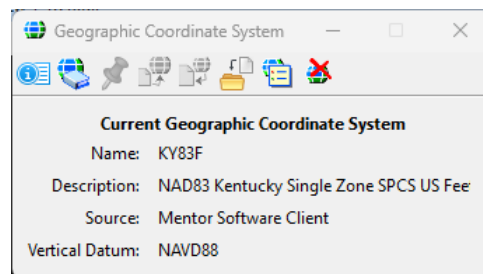 Geographic Coordinate System
Current Geographic Coordinate System
Name: KY83F
Description: NAD83 Kentucky Single Zone SPCS US Fee
Source: Mentor Software Client
Vertical Datum: NAVD88